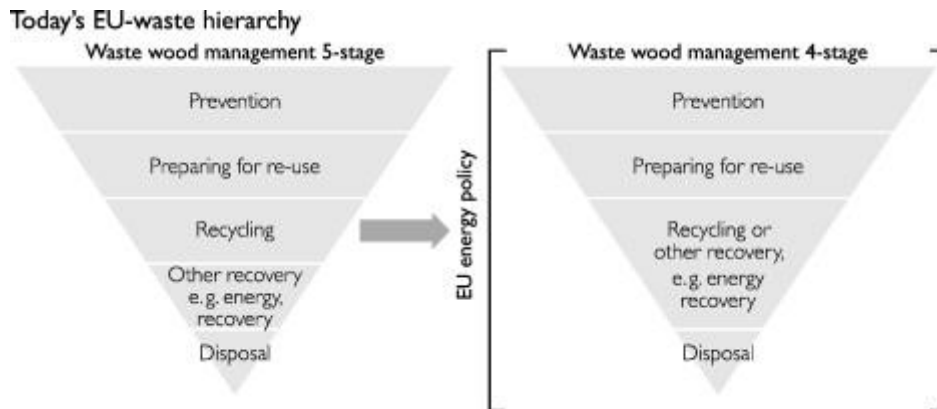 Today's EU-waste hierarchy
Waste wood management 5-stage
Prevention
Preparing for re-use
Recycling
Other recovery
e.g. energy,
recovery
Disposal
EU energy policy
Waste wood management 4-stage
Prevention
Preparing for re-use
Recycling or
other recovery,
e.g. energy
recovery
Disposal